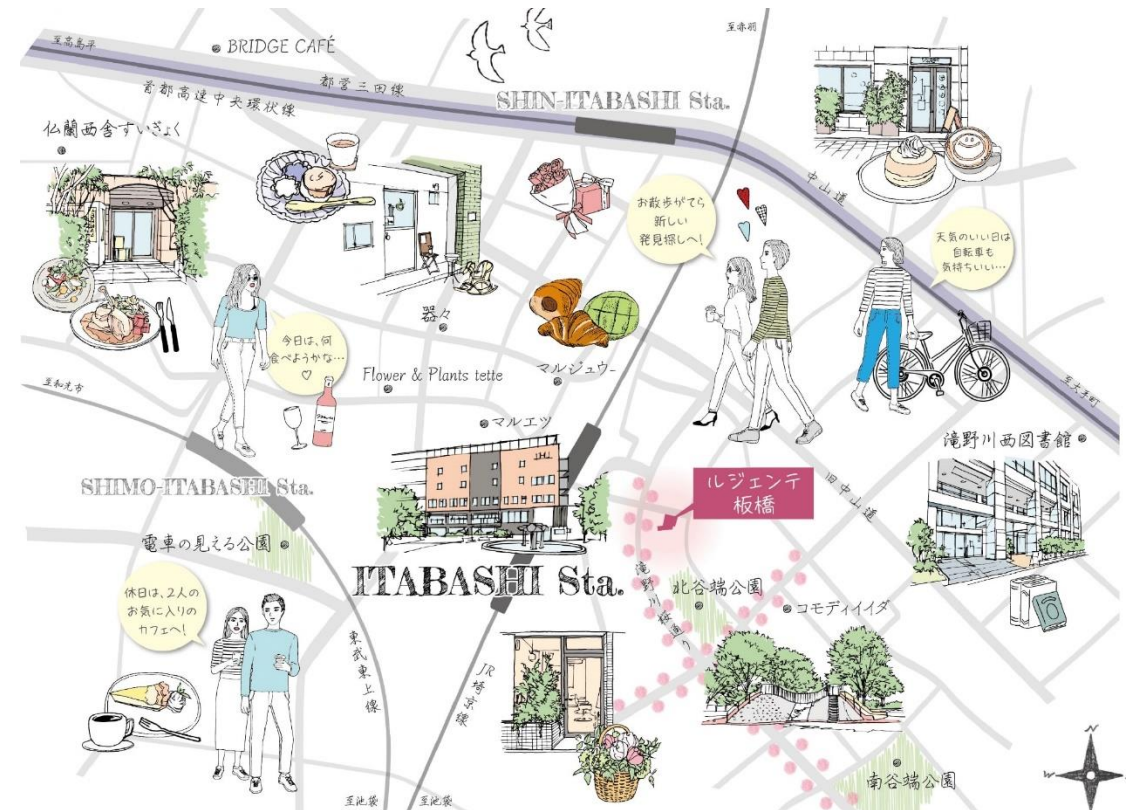 至高島平
BRIDGE CAFÉ
至赤羽
都営三田線
首都高速中央環状線
SHIN-ITABASHI Sta.
仏蘭西舎すいぎょく
中山道
お散歩がてら
新しい
発見探しへ!
天気のいい日は
自転車も
気持ちいい…
器々
今日は、何
食べようかな…
♡
Flower & Plants tette
マルジュウ-
至和光市
至大手町
マルエツ
滝野川西図書館
SHIMO-ITABASHI Sta.
ルジェンテ
板橋
旧中山道
電車の見える公園
ITABASHI Sta.
滝野川桜通り
北谷端公園
コモディイイダ
休日は、2人の
お気に入りの
カフェへ!
東武東上線
JR埼京線
南谷端公園
至池袋
至池袋
N